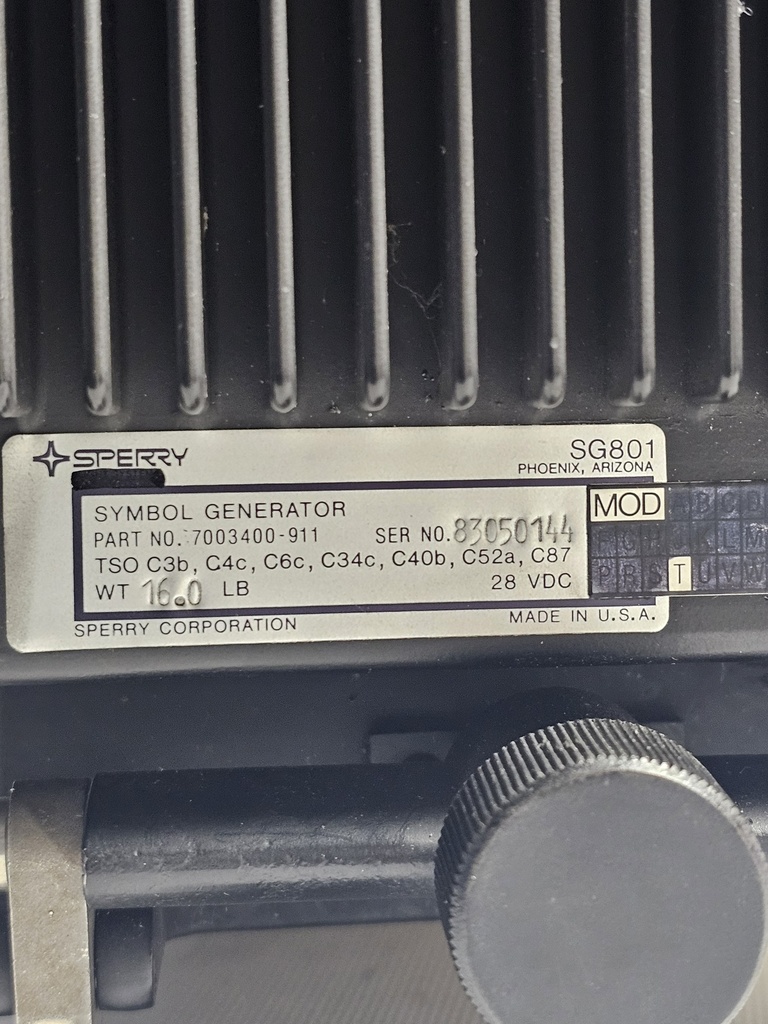 SPERRY
SG801
PHOENIX, ARIZONA
SYMBOL GENERATOR
PART NO. 7003400-911 SER NO. 83050144
TSO C3b, C4c, C6c, C34c, C40b, C52a, C87
WT 16.0 LB 28 VDC
SPERRY CORPORATION MADE IN U.S.A.
MOD A B C D
F G H J K L M
P R S T U V W